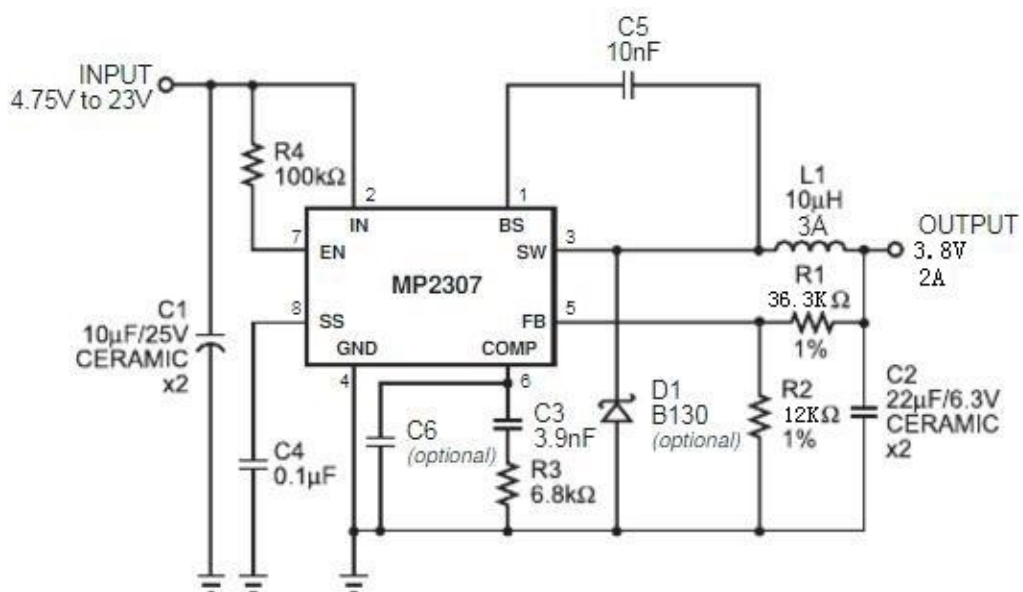 C5
10nF
INPUT
4.75V to 23V
R4
100kΩ
2
1
IN
BS
L1
10µH
3A
OUTPUT
3.8V
2A
7
EN
SW
3
MP2307
R1
36.3KΩ
1%
C1
10µF/25V
CERAMIC
x2
8
SS
FB
5
GND
COMP
4
6
C4
0.1µF
C6
(optional)
C3
3.9nF
R3
6.8kΩ
D1
B130
(optional)
R2
12KΩ
1%
C2
22µF/6.3V
CERAMIC
x2